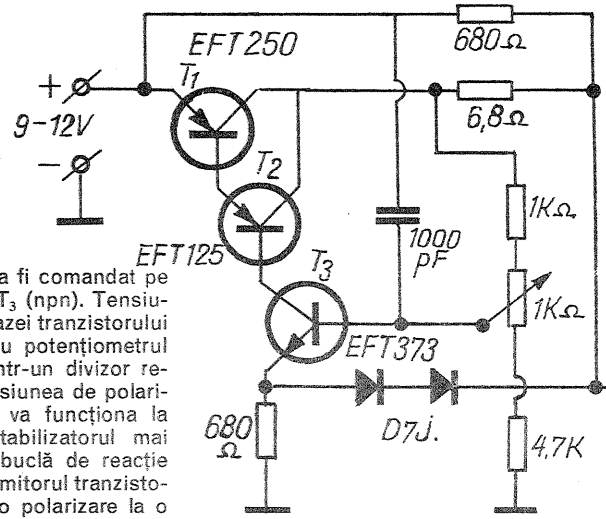 680Ω
EFT250
+
T1
9-12V
6,8Ω
-
T2
1KΩ
EFT125
1000
pF
T3
1KΩ
EFT373
D7J.
680
Ω
4,7K
a fi comandat pe
T3 (npn). Tensiu-
azei tranzistorului
u potențiometrul
ntr-un divizor re-
siunea de polari-
va funcționa la
tabilizatorul mai
buclă de reacție
mitorul tranzisto-
o polarizare la o